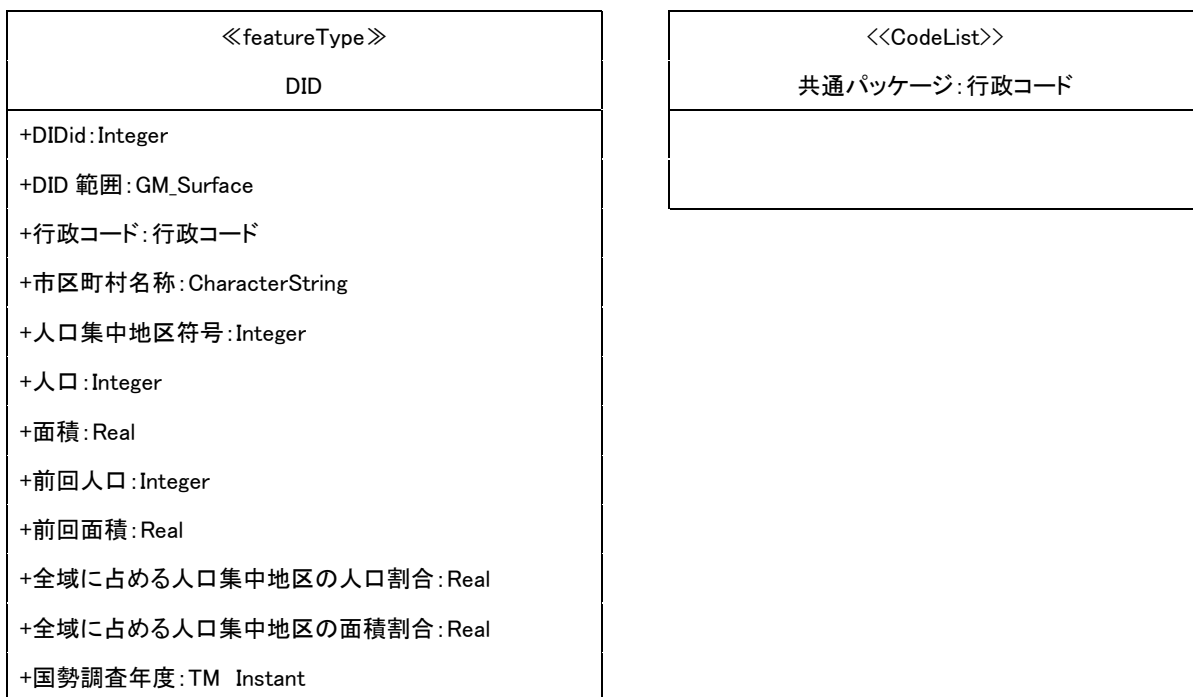 ≪featureType≫
DID
+DIDid:Integer
+DID 範囲:GM_Surface
+行政コード:行政コード
+市区町村名称:CharacterString
+人口集中地区符号:Integer
+人口:Integer
+面積:Real
+前回人口:Integer
+前回面積:Real
+全域に占める人口集中地区の人口割合:Real
+全域に占める人口集中地区の面積割合:Real
+国勢調査年度:TM Instant
<<CodeList>>
共通パッケージ:行政コード